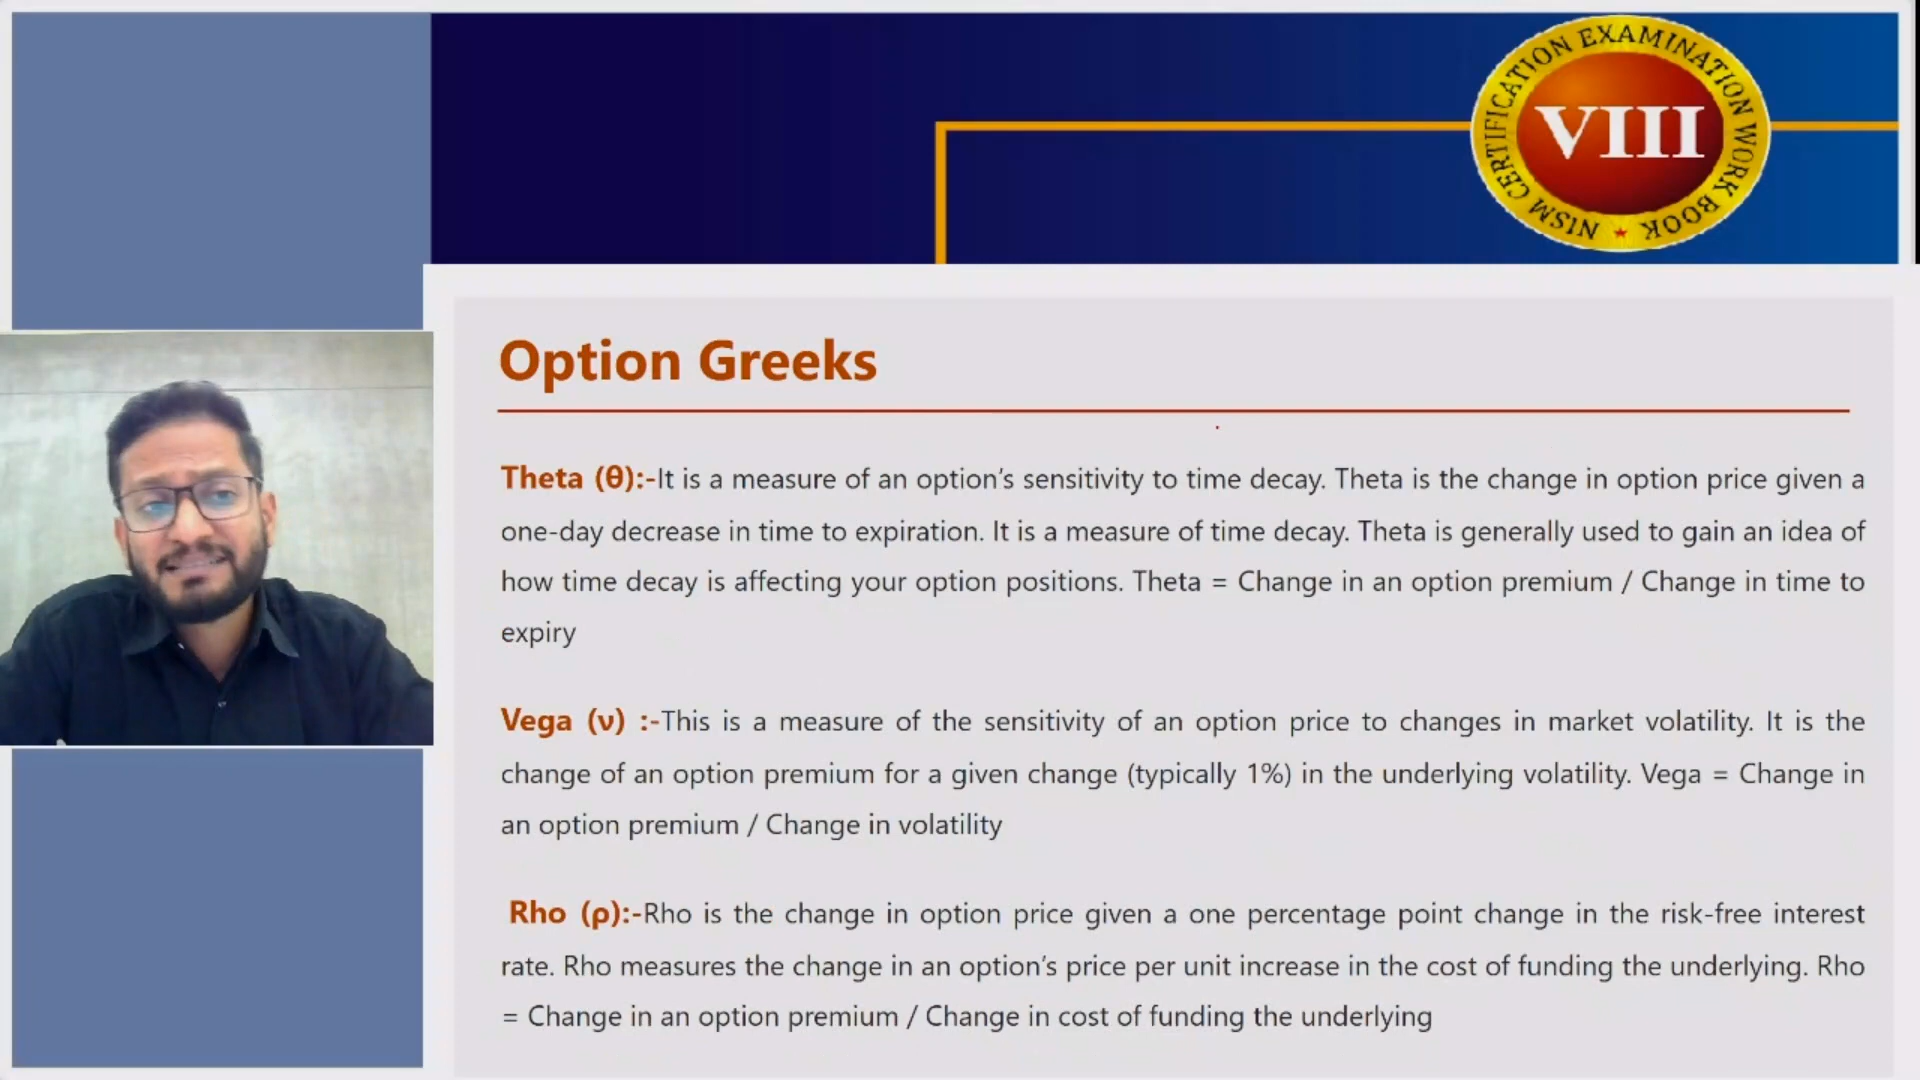 NISM CERTIFICATION EXAMINATION WORK BOOK
VIII
Option Greeks
Theta (θ):-It is a measure of an option’s sensitivity to time decay. Theta is the change in option price given a
one-day decrease in time to expiration. It is a measure of time decay. Theta is generally used to gain an idea of
how time decay is affecting your option positions. Theta = Change in an option premium / Change in time to
expiry
Vega (ν) :-This is a measure of the sensitivity of an option price to changes in market volatility. It is the
change of an option premium for a given change (typically 1%) in the underlying volatility. Vega = Change in
an option premium / Change in volatility
Rho (ρ):-Rho is the change in option price given a one percentage point change in the risk-free interest
rate. Rho measures the change in an option’s price per unit increase in the cost of funding the underlying. Rho
= Change in an option premium / Change in cost of funding the underlying